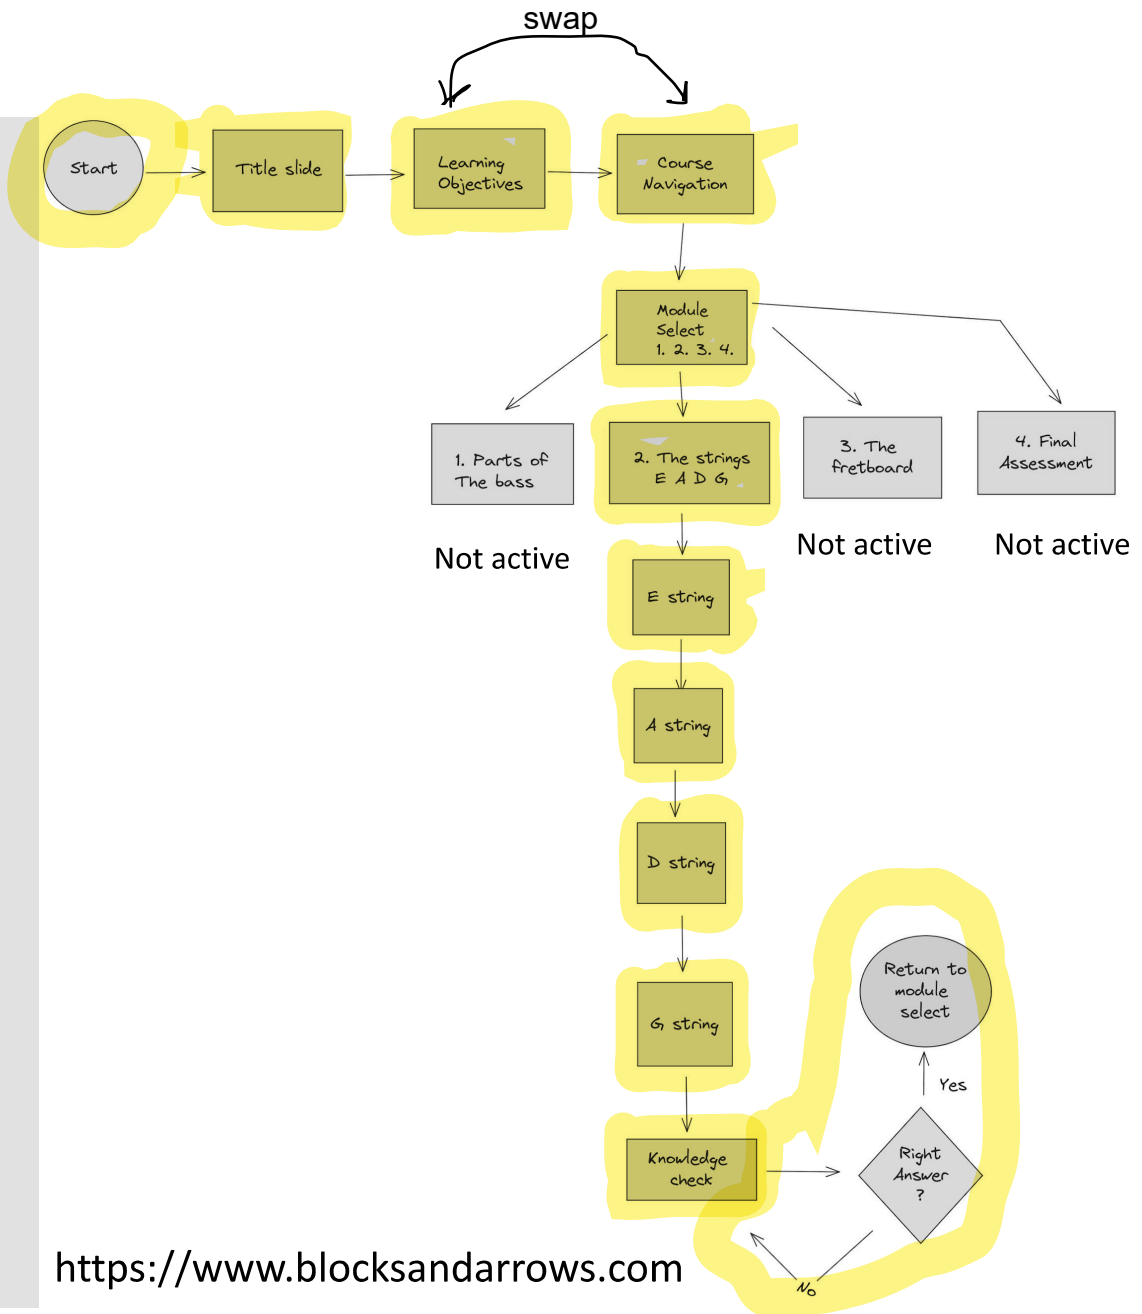 swap
Start
Title slide
Learning
Objectives
Course
Navigation
Module
Select
1. 2. 3. 4.
1. Parts of
The bass
2. The strings
E A D G
3. The
fretboard
4. Final
Assessment
Not active
Not active
Not active
E string
A string
D string
G string
Knowledge
check
Return to
module
select
Yes
Right
Answer
?
No
https://www.blocksandarrows.com